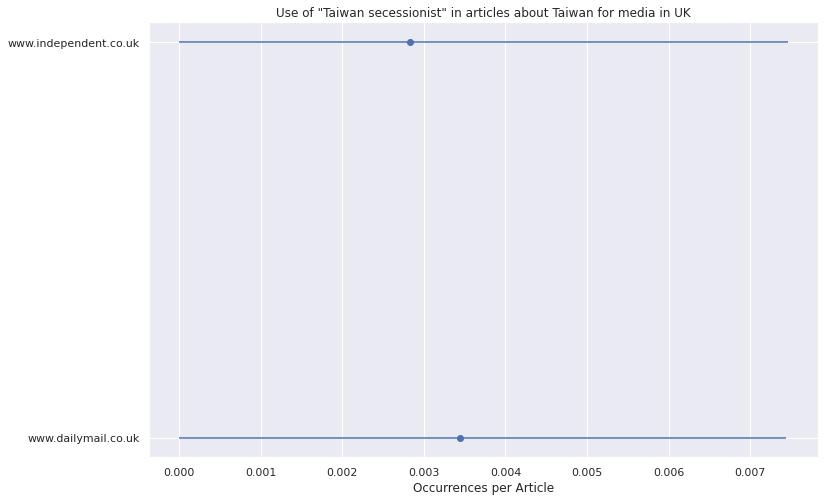 Use of "Taiwan secessionist" in articles about Taiwan for media in UK
www.independent.co.uk
www.dailymail.co.uk
0.000 0.001 0.002 0.003 0.004 0.005 0.006 0.007
Occurrences per Article